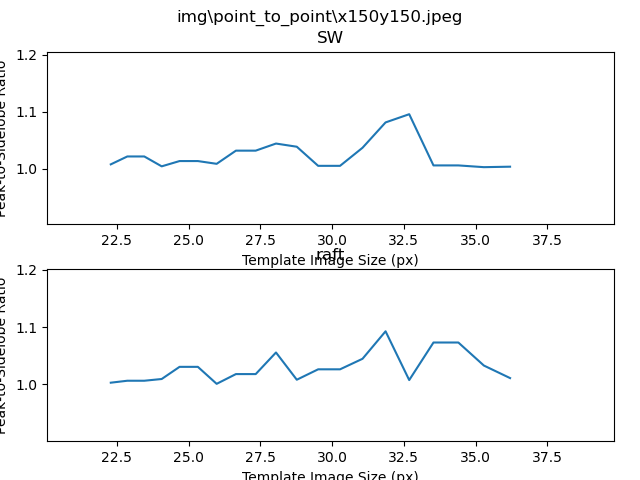 img\point_to_point\x150y150.jpeg
SW
1.2
1.1
1.0
Peak-to-Sidelobe Ratio
22.5 25.0 27.5 30.0 32.5 35.0 37.5
Template Image Size (px)
raft
1.2
1.1
1.0
Peak-to-Sidelobe Ratio
22.5 25.0 27.5 30.0 32.5 35.0 37.5
Template Image Size (px)